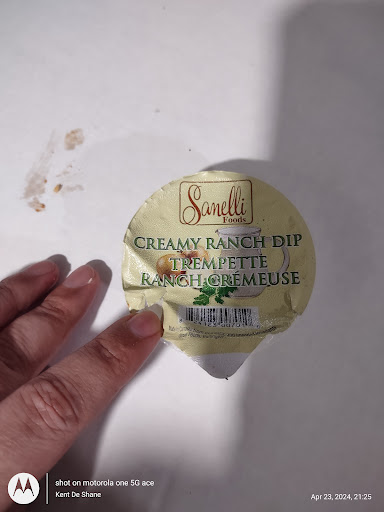 Sanelli
Foods
CREAMY RANCH DIP
TREMPETTE
RANCH CRÉMEUSE
shot on motorola one 5G ace
Kent De Shane
Apr 23, 2024, 21:25